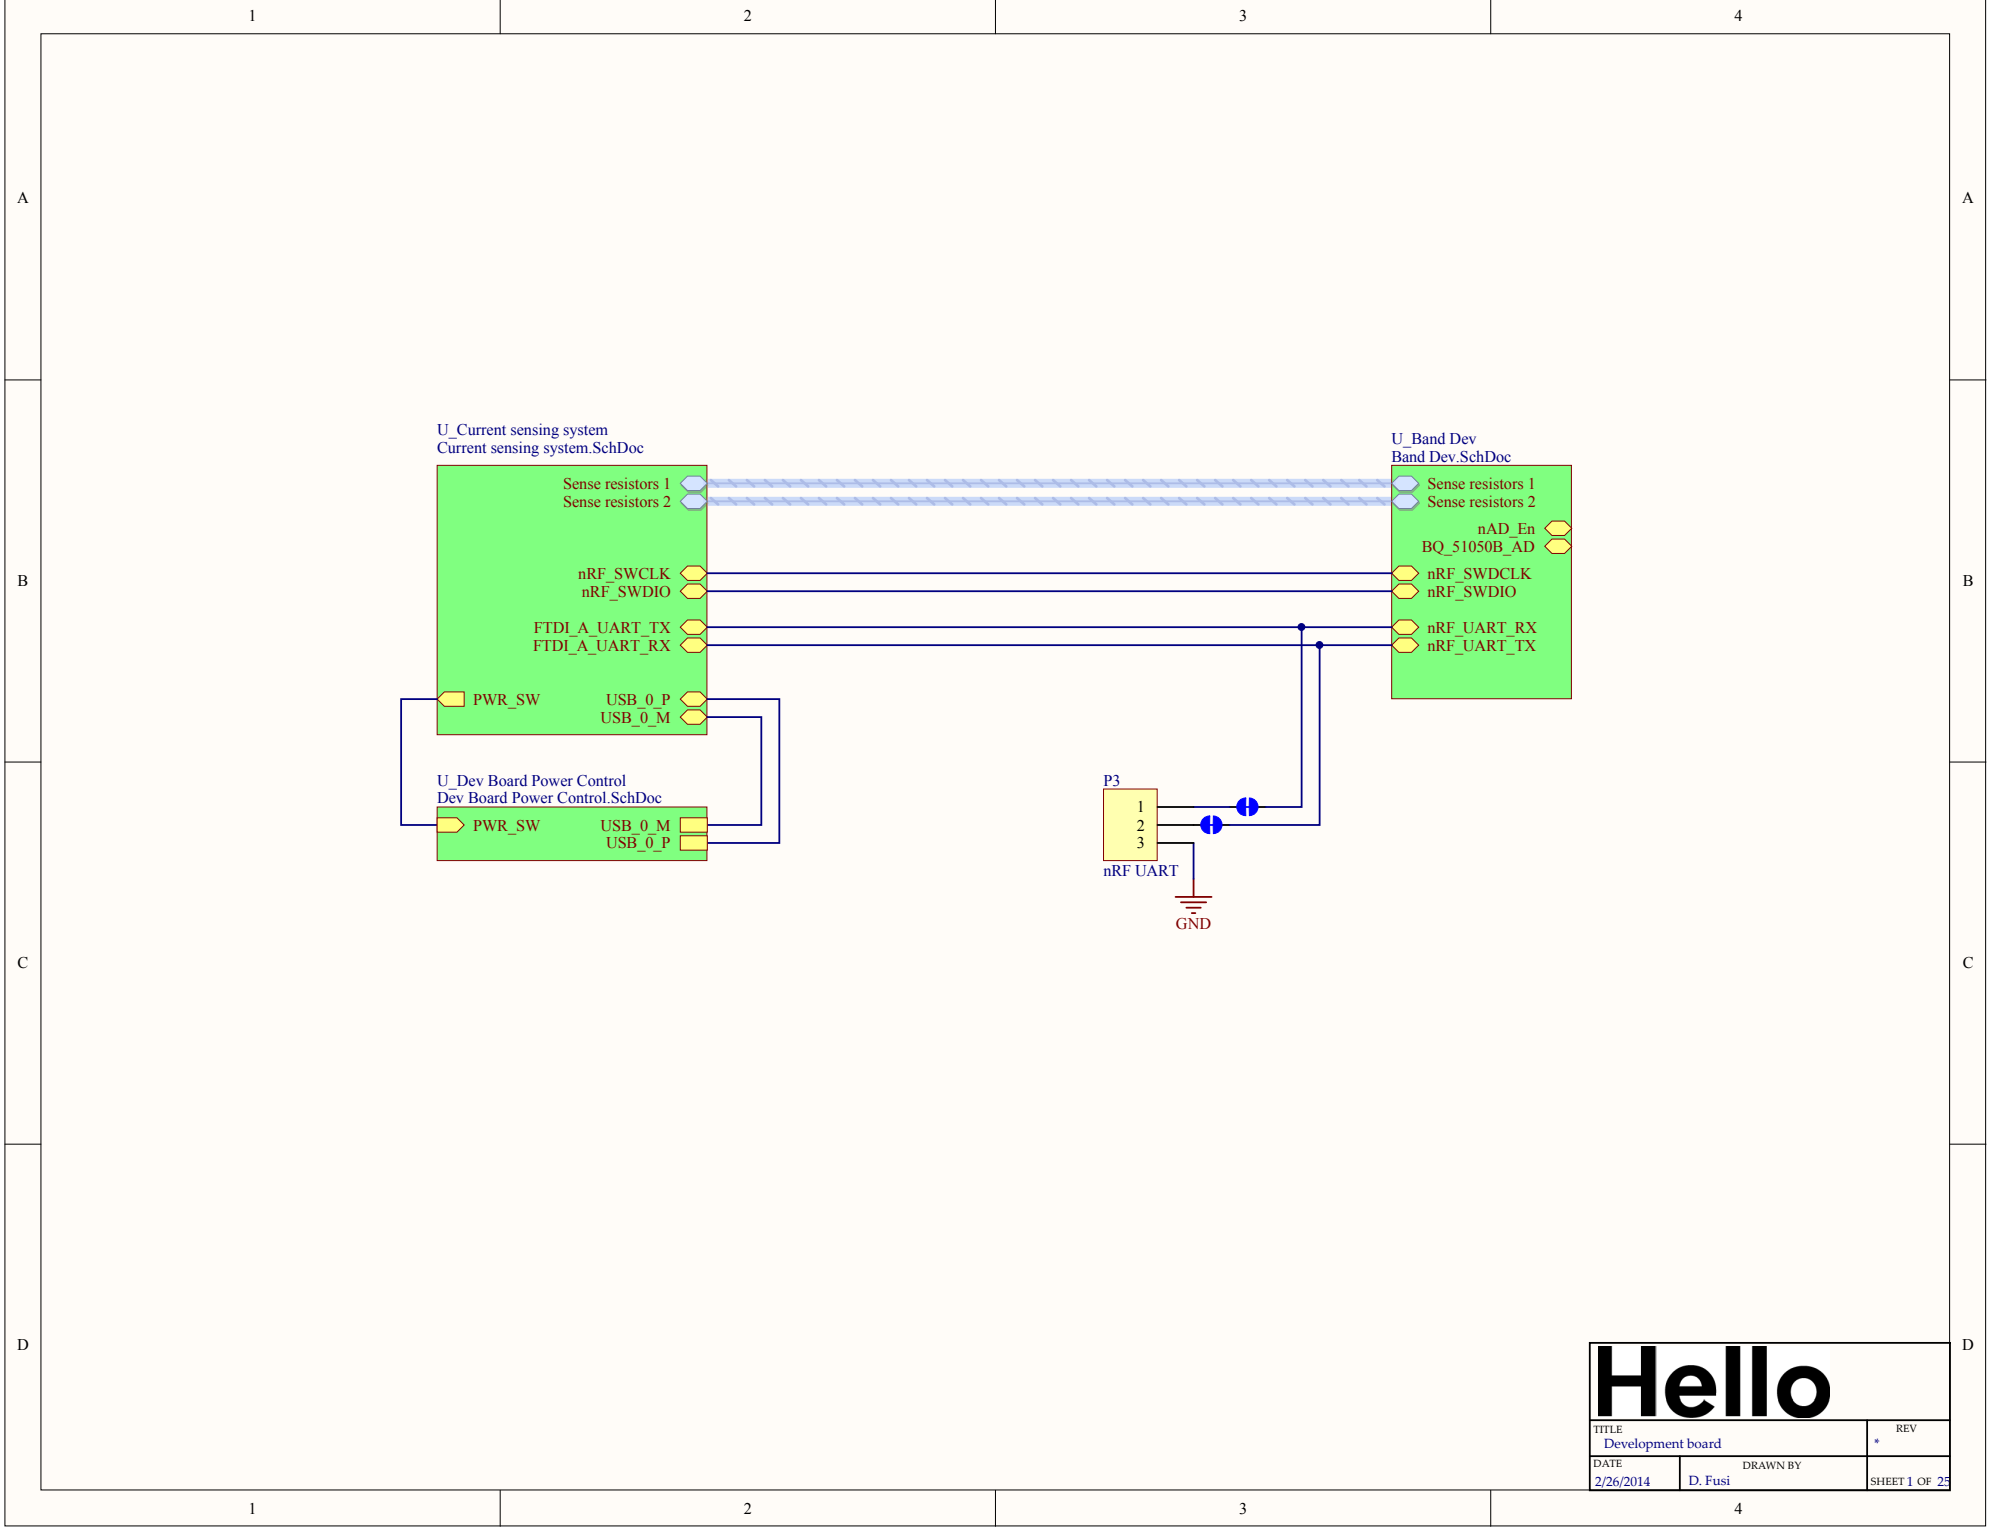 1 2 3 4
A A
U_Current sensing system
Current sensing system.SchDoc
Sense resistors 1
Sense resistors 2
nRF_SWCLK
nRF_SWDIO
FTDI_A_UART_TX
FTDI_A_UART_RX
PWR_SW USB_0_P
USB_0_M
U_Band Dev
Band Dev.SchDoc
Sense resistors 1
Sense resistors 2
nAD_En
BQ_51050B_AD
nRF_SWDCLK
nRF_SWDIO
nRF_UART_RX
nRF_UART_TX
B B
U_Dev Board Power Control
Dev Board Power Control.SchDoc
PWR_SW USB_0_M
USB_0_P
P3
1
2
3
nRF UART
GND
C C
D D
Hello
TITLE REV
Development board *
DATE DRAWN BY
2/26/2014 D. Fusi SHEET 1 OF 25
1 2 3 4